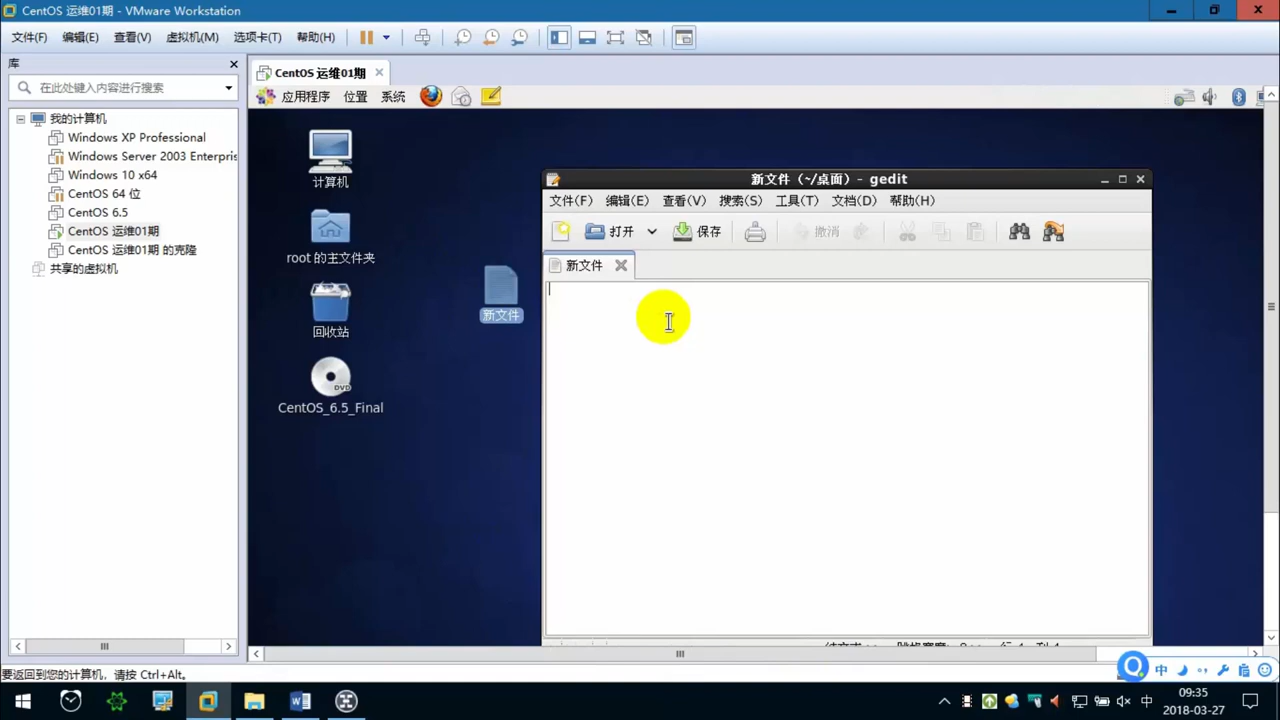 CentOS 运维01期 - VMware Workstation
文件(F) 编辑(E) 查看(V) 虚拟机(M) 选项卡(T) 帮助(H)
库
在此处键入内容进行搜索
我的计算机
Windows XP Professional
Windows Server 2003 Enterpris
Windows 10 x64
CentOS 64 位
CentOS 6.5
CentOS 运维01期
CentOS 运维01期 的克隆
共享的虚拟机
CentOS 运维01期
应用程序 位置 系统
计算机
root 的主文件夹
回收站
DVD
CentOS_6.5_Final
新文件
新文件（~/桌面）- gedit
文件(F) 编辑(E) 查看(V) 搜索(S) 工具(T) 文档(D) 帮助(H)
打开 保存 撤消
新文件
要返回到您的计算机，请按 Ctrl+Alt。
中
中
09:35
2018-03-27